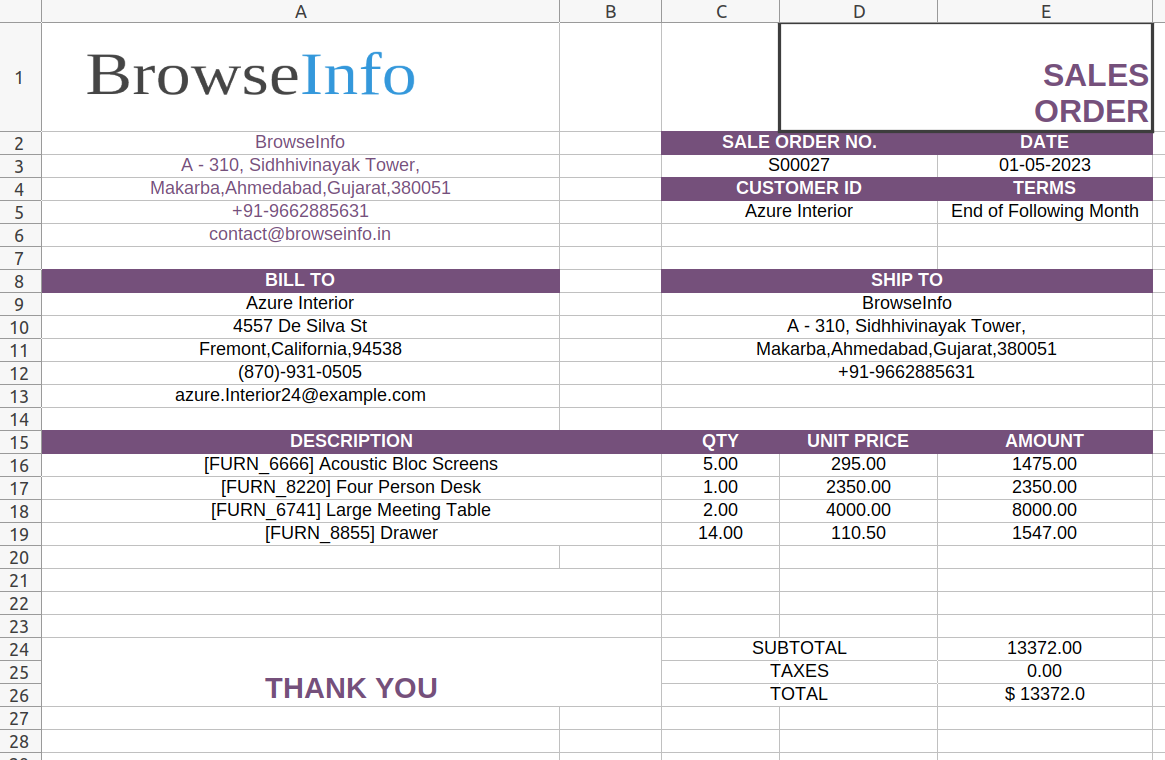 A B C D E
1 BrowseInfo SALES
ORDER
2 BrowseInfo SALE ORDER NO. DATE
3 A - 310, Sidhhivinayak Tower, S00027 01-05-2023
4 Makarba,Ahmedabad,Gujarat,380051 CUSTOMER ID TERMS
5 +91-9662885631 Azure Interior End of Following Month
6 contact@browseinfo.in
7
8 BILL TO SHIP TO
9 Azure Interior BrowseInfo
10 4557 De Silva St A - 310, Sidhhivinayak Tower,
11 Fremont,California,94538 Makarba,Ahmedabad,Gujarat,380051
12 (870)-931-0505 +91-9662885631
13 azure.Interior24@example.com
14
15 DESCRIPTION QTY UNIT PRICE AMOUNT
16 [FURN_6666] Acoustic Bloc Screens 5.00 295.00 1475.00
17 [FURN_8220] Four Person Desk 1.00 2350.00 2350.00
18 [FURN_6741] Large Meeting Table 2.00 4000.00 8000.00
19 [FURN_8855] Drawer 14.00 110.50 1547.00
20
21
22
23
24 SUBTOTAL 13372.00
25 TAXES 0.00
26 THANK YOU TOTAL $ 13372.0
27
28